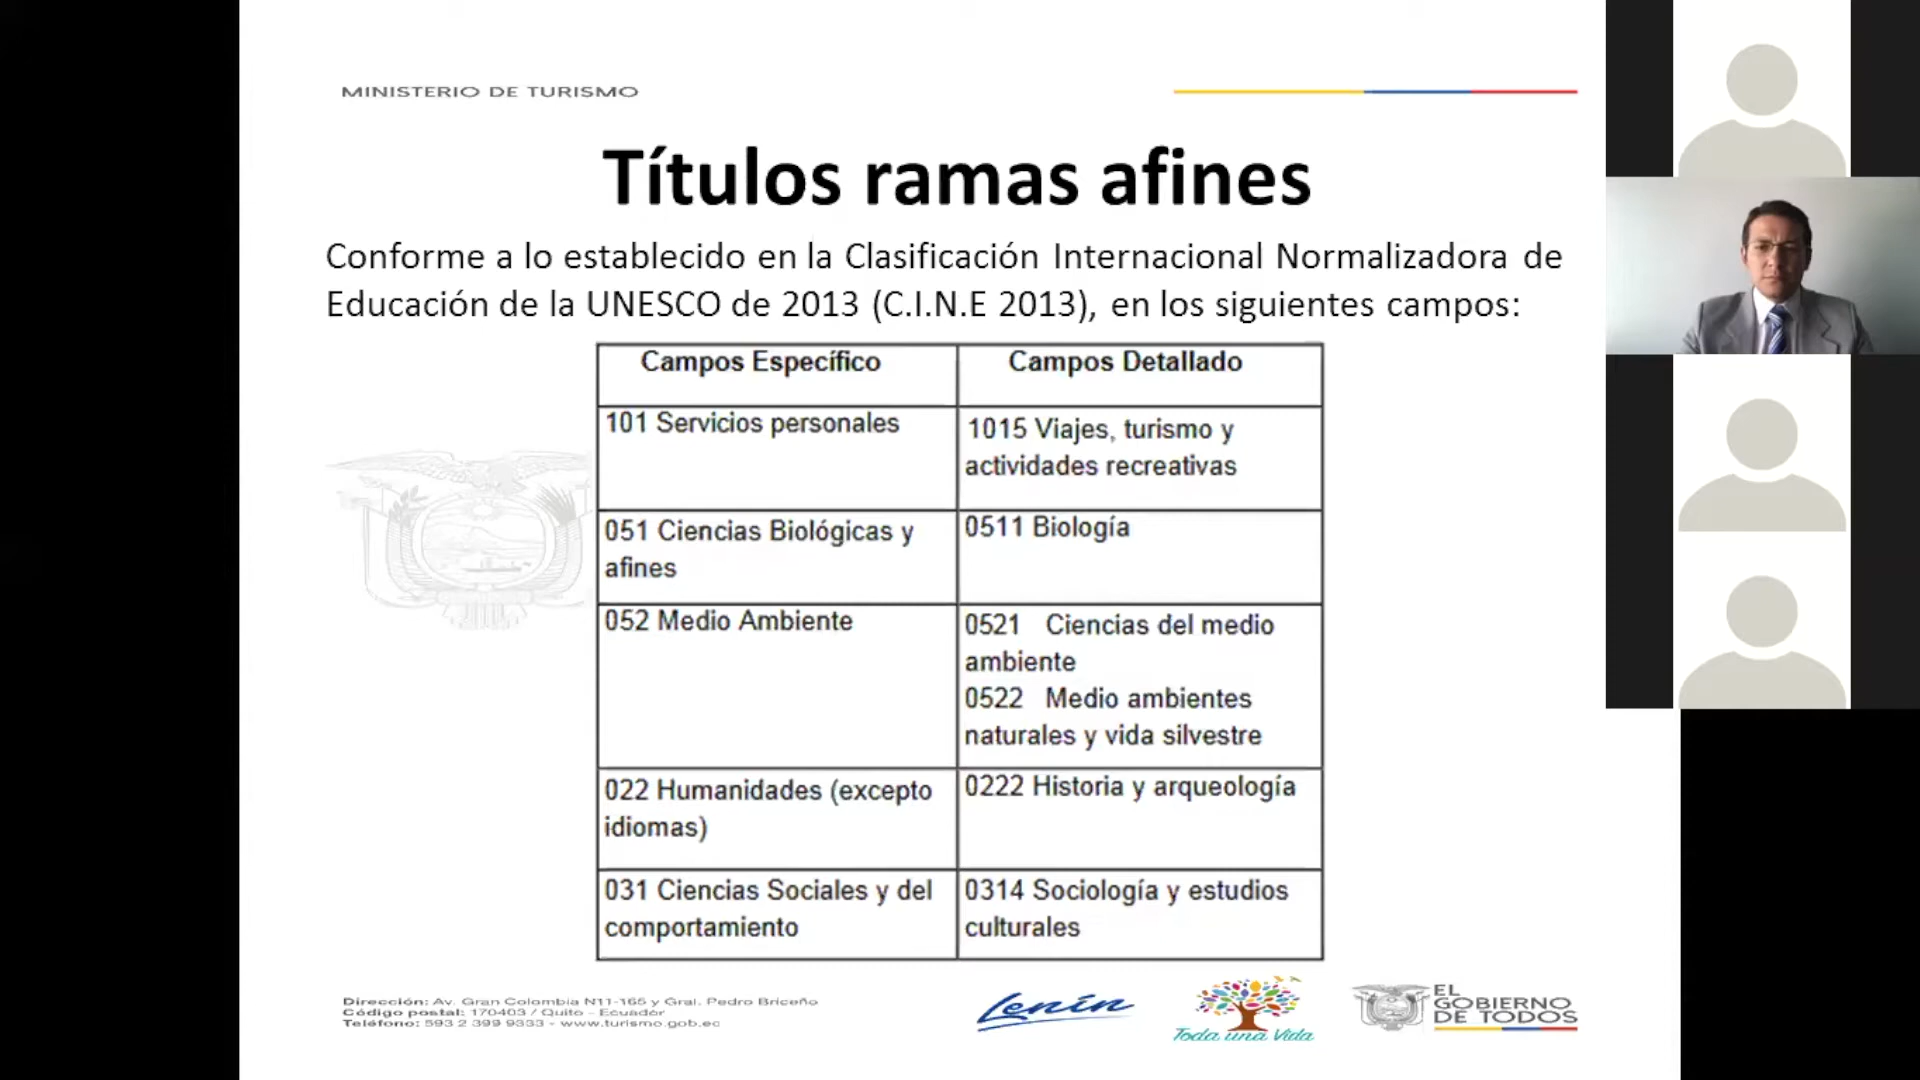 MINISTERIO DE TURISMO
Títulos ramas afines
Conforme a lo establecido en la Clasificación Internacional Normalizadora de
Educación de la UNESCO de 2013 (C.I.N.E 2013), en los siguientes campos:
Campos Específico
Campos Detallado
101 Servicios personales
1015 Viajes, turismo y
actividades recreativas
051 Ciencias Biológicas y
afines
0511 Biología
052 Medio Ambiente
0521 Ciencias del medio
ambiente
0522 Medio ambientes
naturales y vida silvestre
022 Humanidades (excepto
idiomas)
0222 Historia y arqueología
031 Ciencias Sociales y del
comportamiento
0314 Sociología y estudios
culturales
Dirección: Av. Gran Colombia N11-165 y Gral. Pedro Briceño
Código postal: 170403 / Quito - Ecuador
Teléfono: 593 2 399 9333 - www.turismo.gob.ec
Lenín
Toda una Vida
EL
GOBIERNO
DE TODOS